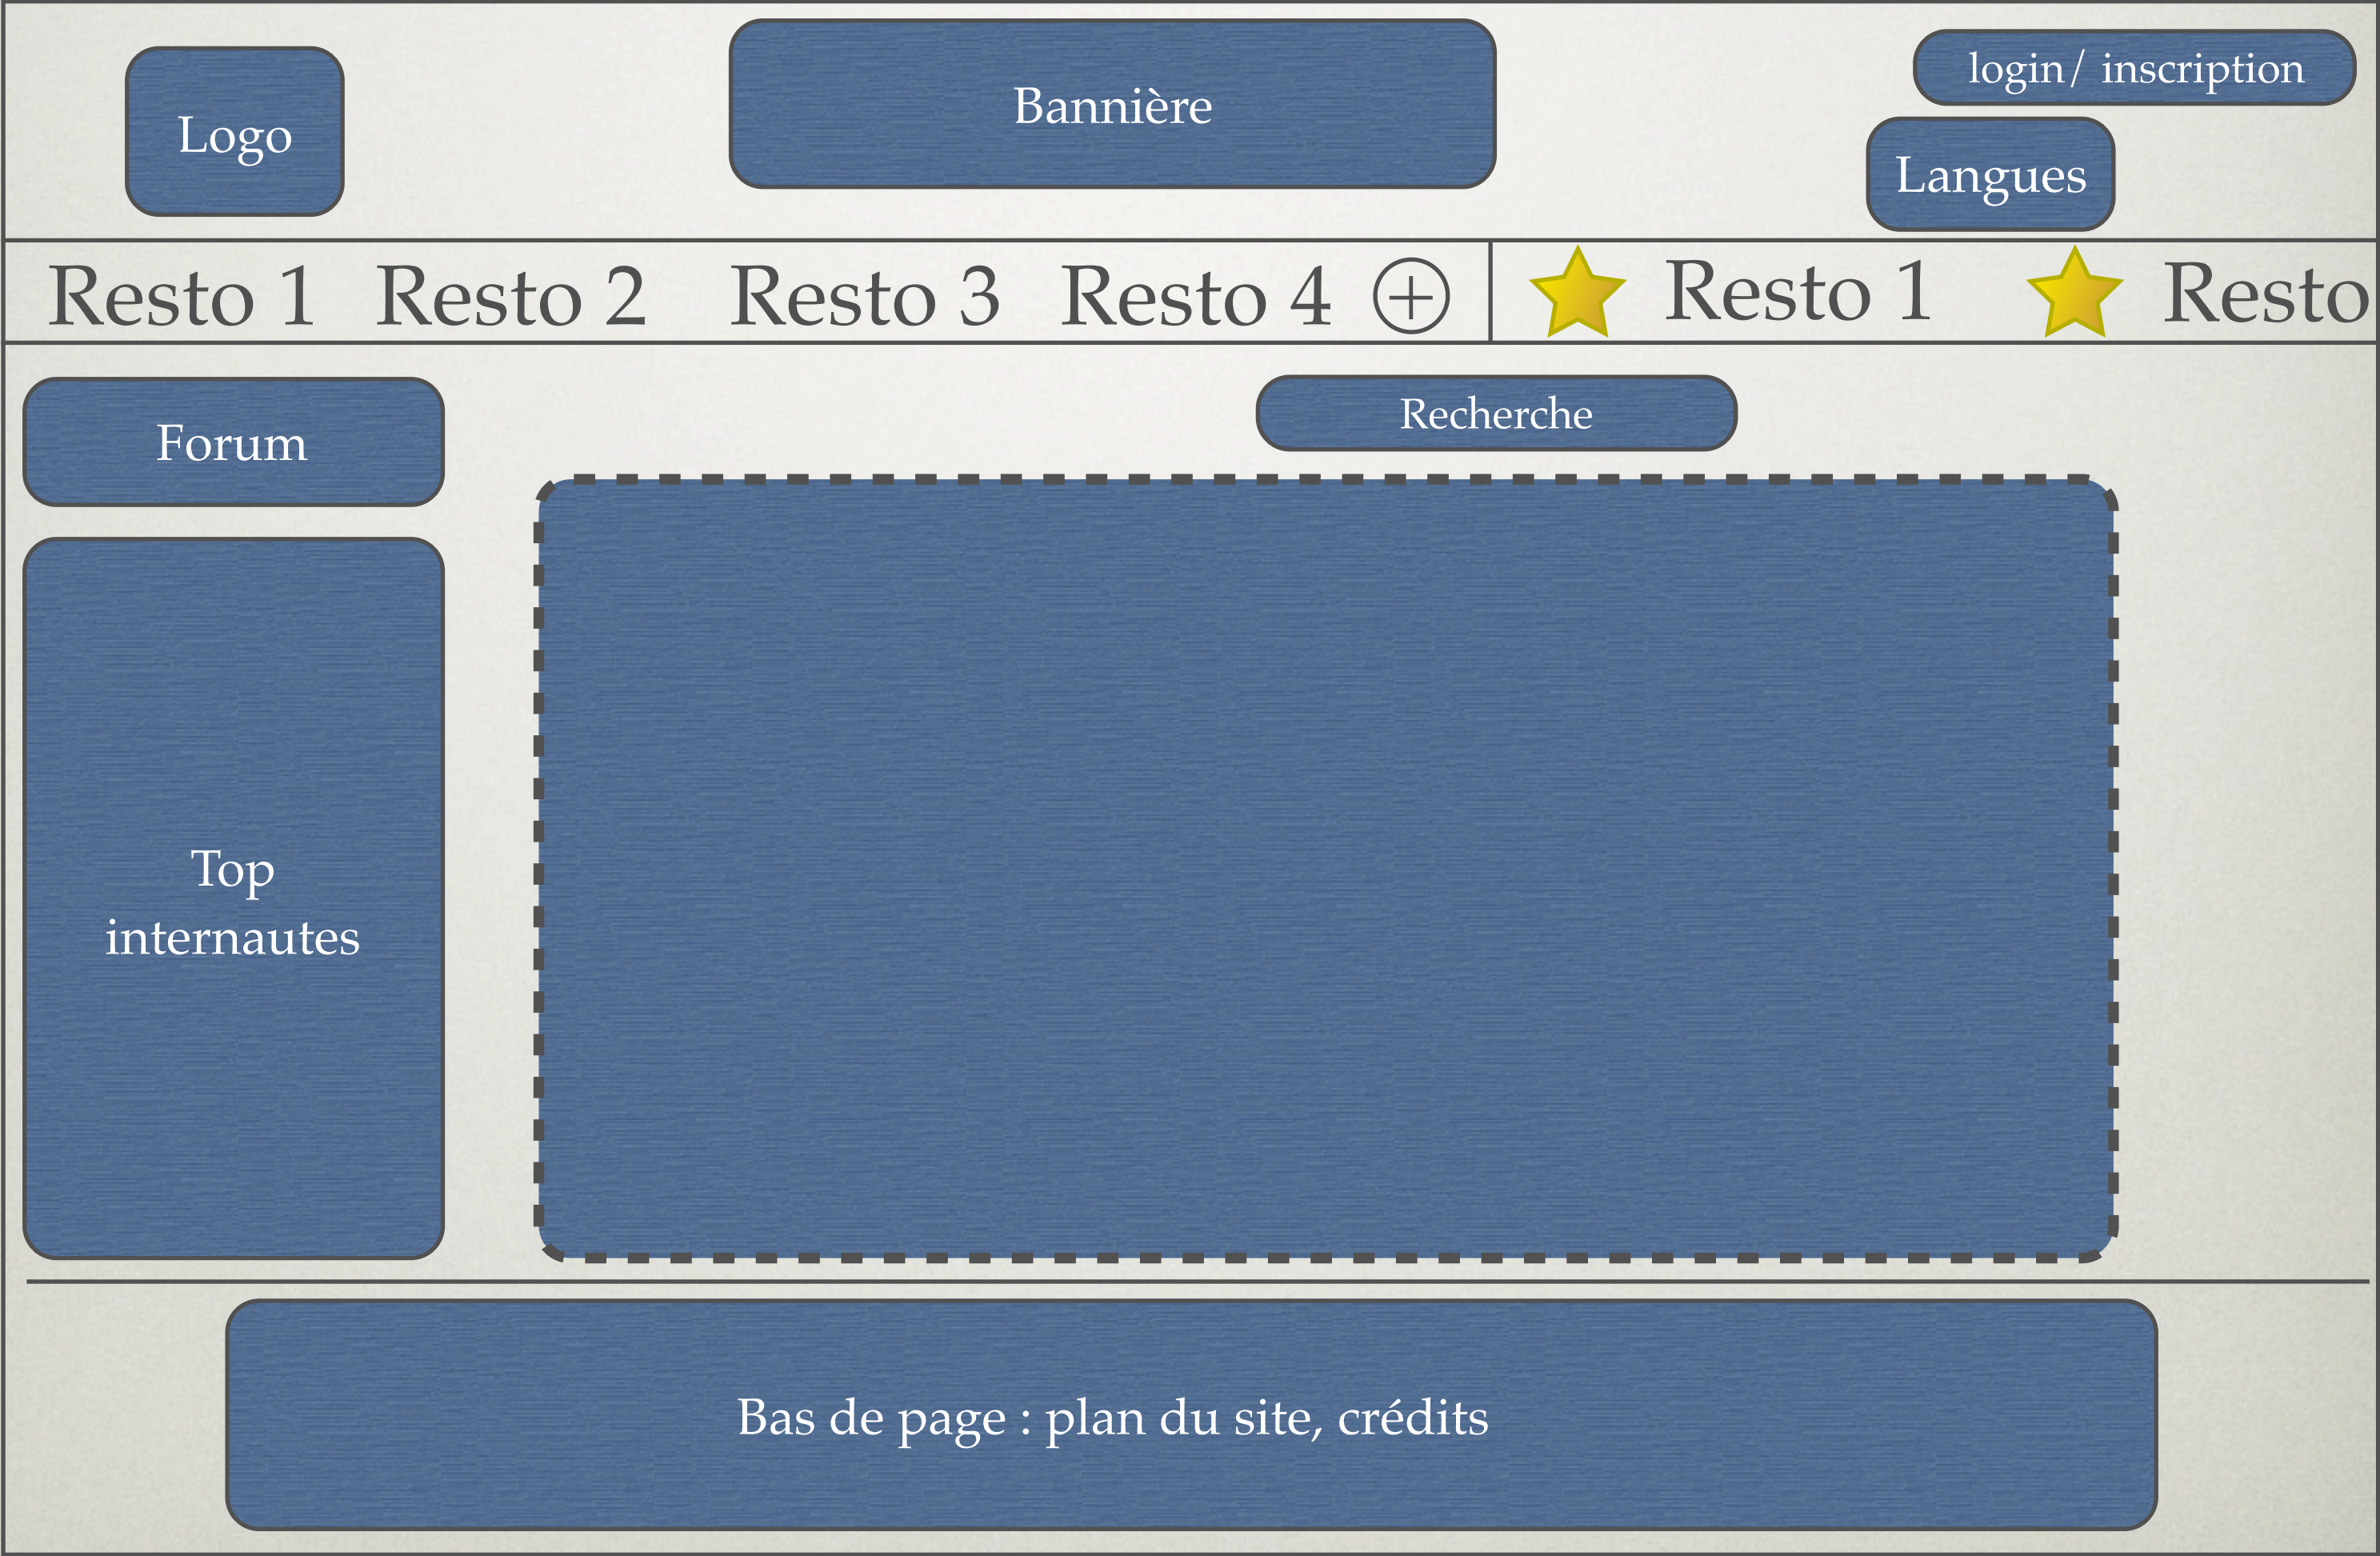 Logo
Bannière
login/ inscription
Langues
Resto 1 Resto 2 Resto 3 Resto 4 Resto 1 Resto
Forum
Recherche
Top
internautes
Bas de page : plan du site, crédits